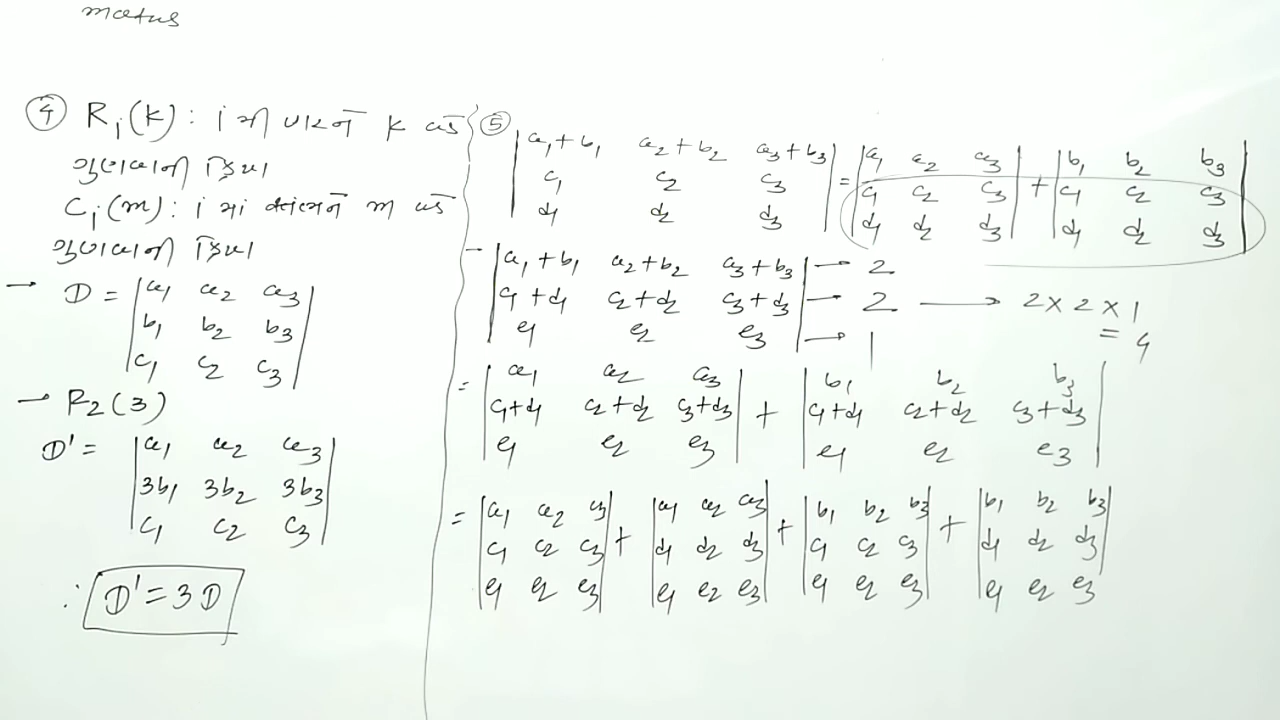 ④ Rᵢ(k) : i મી હારને k વડે
ગુણવાની ક્રિયા
Cᵢ(m) : i માં સ્તંભને m વડે
ગુણવાની ક્રિયા
→ D = |a₁ a₂ a₃|
|b₁ b₂ b₃|
|c₁ c₂ c₃|
→ R₂(3)
D' = |a₁ a₂ a₃|
|3b₁ 3b₂ 3b₃|
|c₁ c₂ c₃|
∴ D' = 3D
⑤ |a₁+b₁ a₂+b₂ a₃+b₃| = |a₁ a₂ a₃| + |b₁ b₂ b₃|
|c₁ c₂ c₃| |c₁ c₂ c₃| |c₁ c₂ c₃|
|d₁ d₂ d₃| |d₁ d₂ d₃| |d₁ d₂ d₃|
- |a₁+b₁ a₂+b₂ a₃+b₃| → 2
|c₁+d₁ c₂+d₂ c₃+d₃| → 2 → 2×2×1
|e₁ e₂ e₃| → 1 = 4
= |a₁ a₂ a₃| + |b₁ b₂ b₃|
|c₁+d₁ c₂+d₂ c₃+d₃| |c₁+d₁ c₂+d₂ c₃+d₃|
|e₁ e₂ e₃| |e₁ e₂ e₃|
= |a₁ a₂ a₃| + |a₁ a₂ a₃| + |b₁ b₂ b₃| + |b₁ b₂ b₃|
|c₁ c₂ c₃| |d₁ d₂ d₃| |c₁ c₂ c₃| |d₁ d₂ d₃|
|e₁ e₂ e₃| |e₁ e₂ e₃| |e₁ e₂ e₃| |e₁ e₂ e₃|